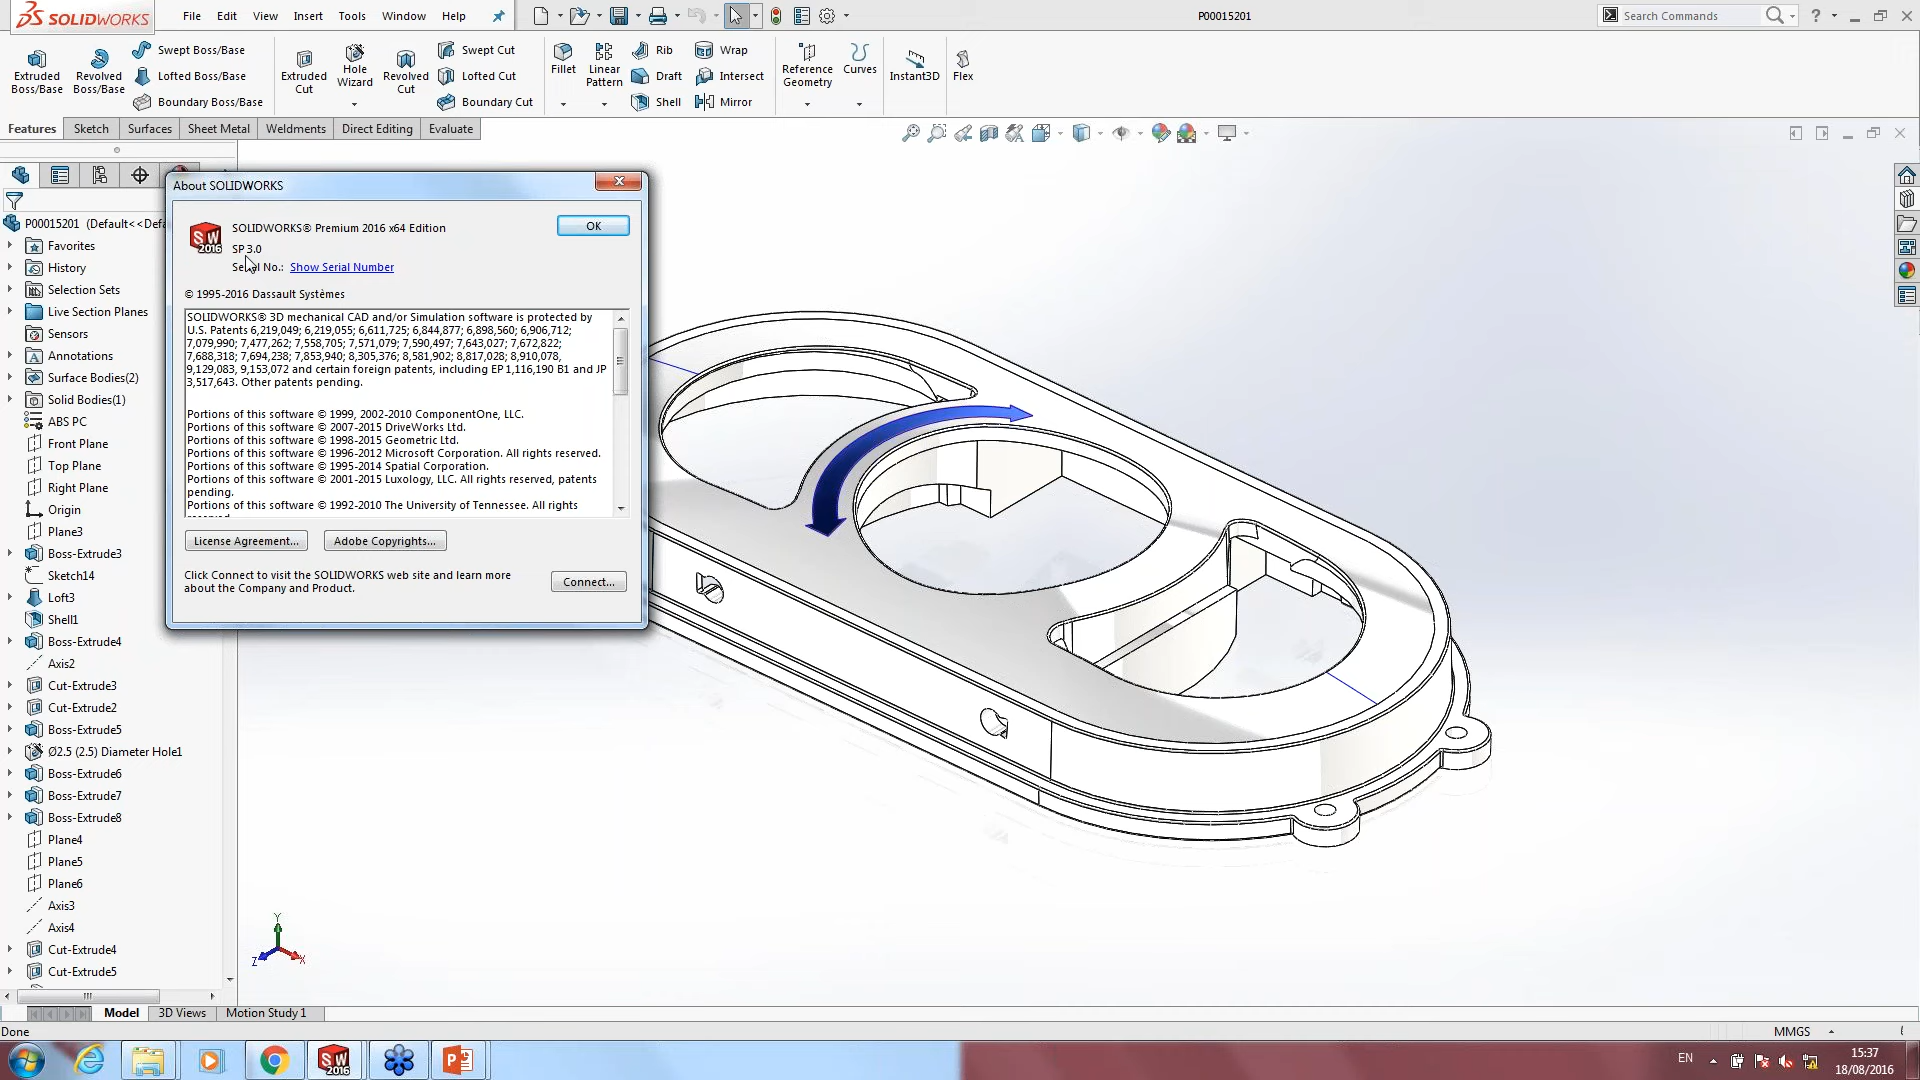 SOLIDWORKS
File Edit View Insert Tools Window Help
P00015201
Search Commands
Extruded Boss/Base
Revolved Boss/Base
Swept Boss/Base
Lofted Boss/Base
Boundary Boss/Base
Extruded Cut
Hole Wizard
Revolved Cut
Swept Cut
Lofted Cut
Boundary Cut
Fillet
Linear Pattern
Rib
Draft
Shell
Wrap
Intersect
Mirror
Reference Geometry
Curves
Instant3D
Flex
Features Sketch Surfaces Sheet Metal Weldments Direct Editing Evaluate
P00015201 (Default<<Def
Favorites
History
Selection Sets
Live Section Planes
Sensors
Annotations
Surface Bodies(2)
Solid Bodies(1)
ABS PC
Front Plane
Top Plane
Right Plane
Origin
Plane3
Boss-Extrude3
Sketch14
Loft3
Shell1
Boss-Extrude4
Axis2
Cut-Extrude3
Cut-Extrude2
Boss-Extrude5
Ø2.5 (2.5) Diameter Hole1
Boss-Extrude6
Boss-Extrude7
Boss-Extrude8
Plane4
Plane5
Plane6
Axis3
Axis4
Cut-Extrude4
Cut-Extrude5
About SOLIDWORKS
SW 2016
SOLIDWORKS® Premium 2016 x64 Edition
OK
SP 3.0
Serial No.: Show Serial Number
© 1995-2016 Dassault Systèmes
SOLIDWORKS® 3D mechanical CAD and/or Simulation software is protected by
U.S. Patents 6,219,049; 6,219,055; 6,611,725; 6,844,877; 6,898,560; 6,906,712;
7,079,990; 7,477,262; 7,558,705; 7,571,079; 7,590,497; 7,643,027; 7,672,822;
7,688,318; 7,694,238; 7,853,940; 8,305,376; 8,581,902; 8,817,028; 8,910,078,
9,129,083, 9,153,072 and certain foreign patents, including EP 1,116,190 B1 and JP
3,517,643. Other patents pending.
Portions of this software © 1999, 2002-2010 ComponentOne, LLC.
Portions of this software © 2007-2015 DriveWorks Ltd.
Portions of this software © 1998-2015 Geometric Ltd.
Portions of this software © 1996-2012 Microsoft Corporation. All rights reserved.
Portions of this software © 1995-2014 Spatial Corporation.
Portions of this software © 2001-2015 Luxology, LLC. All rights reserved, patents
pending.
Portions of this software © 1992-2010 The University of Tennessee. All rights
License Agreement... Adobe Copyrights...
Click Connect to visit the SOLIDWORKS web site and learn more
about the Company and Product.
Connect...
Y
Z X
Model 3D Views Motion Study 1
Done
MMGS
SW 2016
EN
15:37
18/08/2016